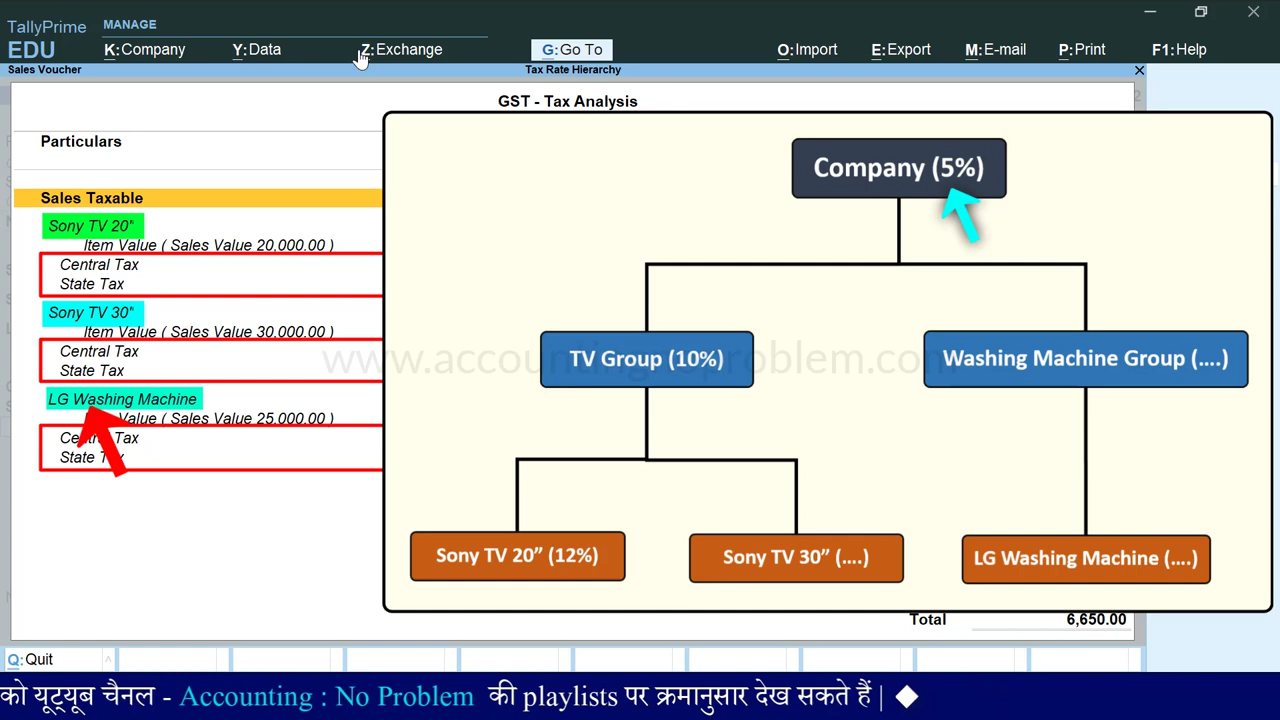 TallyPrime
EDU
MANAGE
K:Company
Y:Data
Z:Exchange
G:Go To
O:Import
E:Export
M:E-mail
P:Print
F1:Help
Sales Voucher
Tax Rate Hierarchy
GST - Tax Analysis
Particulars
Sales Taxable
Sony TV 20"
Item Value ( Sales Value 20,000.00 )
Central Tax
State Tax
Sony TV 30"
Item Value ( Sales Value 30,000.00 )
Central Tax
State Tax
LG Washing Machine
Value ( Sales Value 25,000.00 )
Central Tax
State Tax
Company (5%)
TV Group (10%)
Washing Machine Group (....)
Sony TV 20” (12%)
Sony TV 30” (....)
LG Washing Machine (....)
Total 6,650.00
Q:Quit
को यूट्यूब चैनल - Accounting : No Problem की playlists पर क्रमानुसार देख सकते हैं |